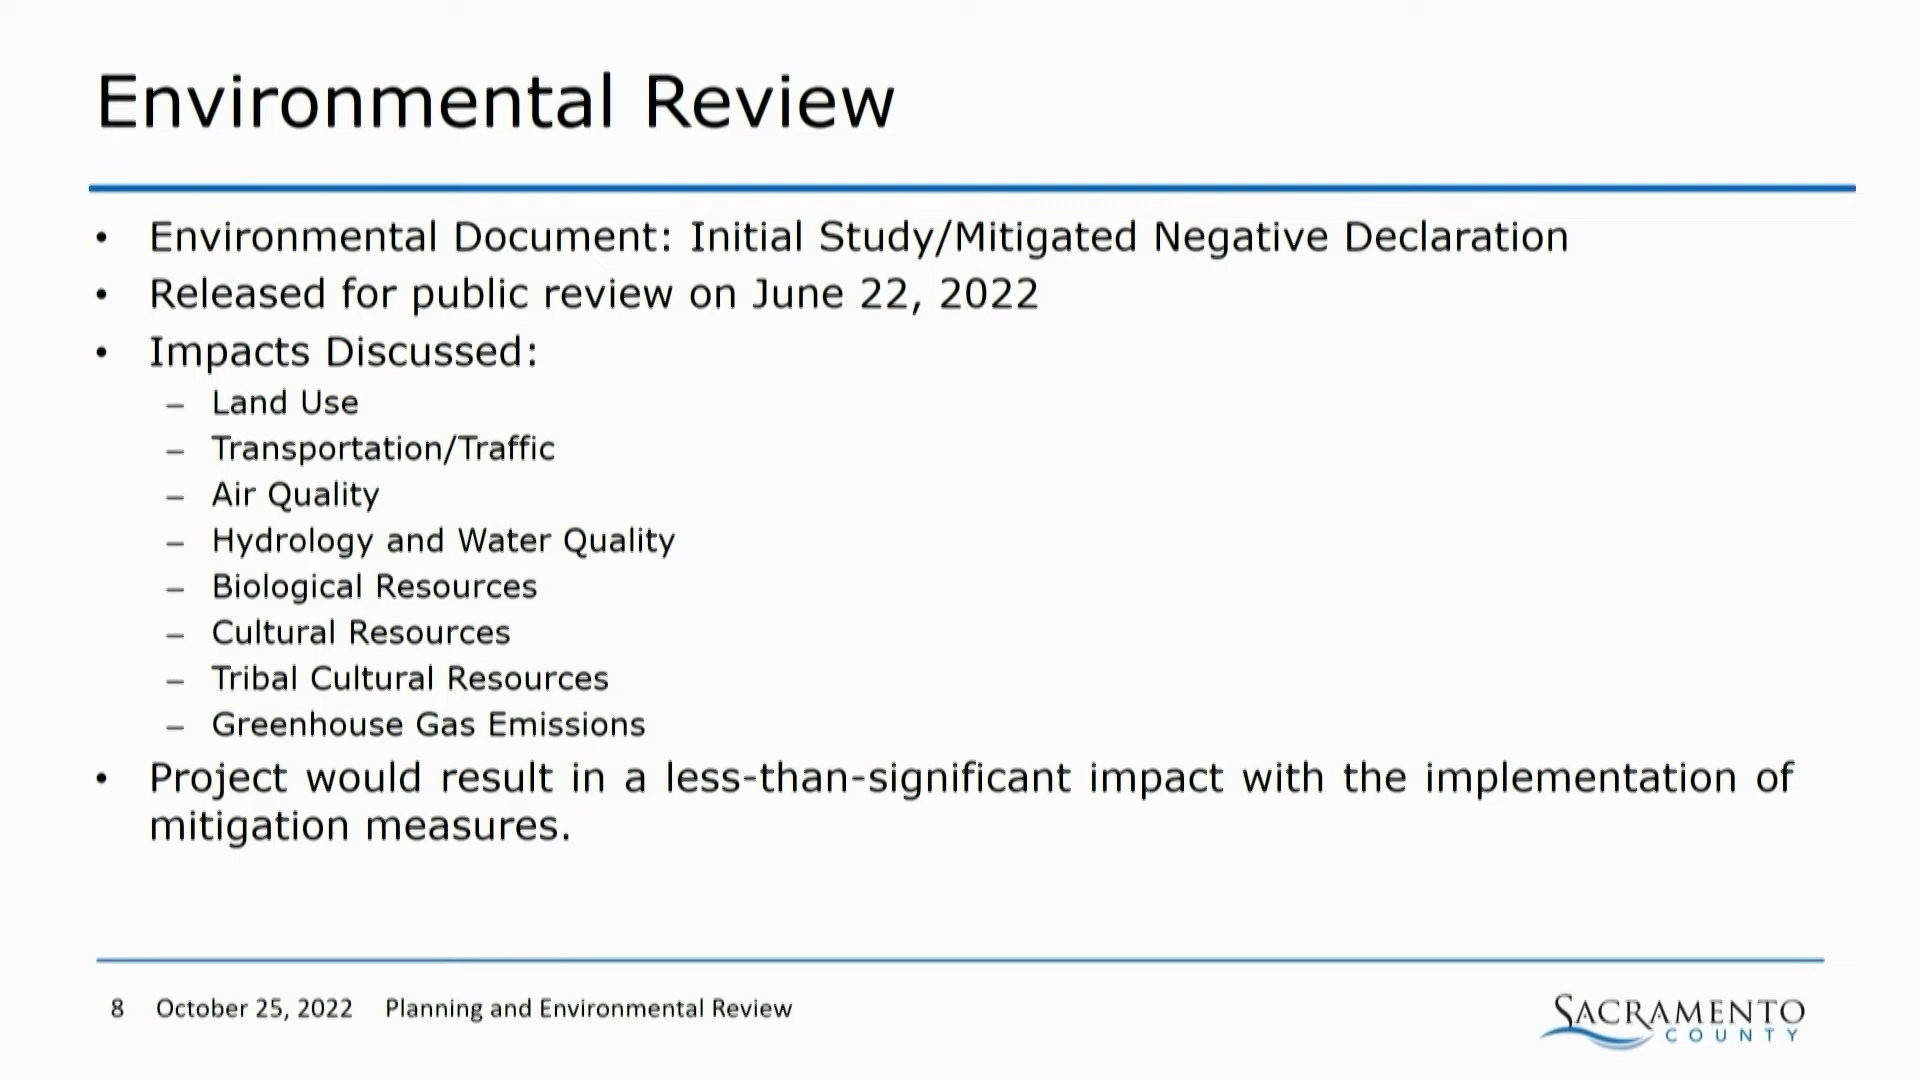 Environmental Review
• Environmental Document: Initial Study/Mitigated Negative Declaration
• Released for public review on June 22, 2022
• Impacts Discussed:
– Land Use
– Transportation/Traffic
– Air Quality
– Hydrology and Water Quality
– Biological Resources
– Cultural Resources
– Tribal Cultural Resources
– Greenhouse Gas Emissions
• Project would result in a less-than-significant impact with the implementation of
mitigation measures.
8 October 25, 2022 Planning and Environmental Review
SACRAMENTO
COUNTY